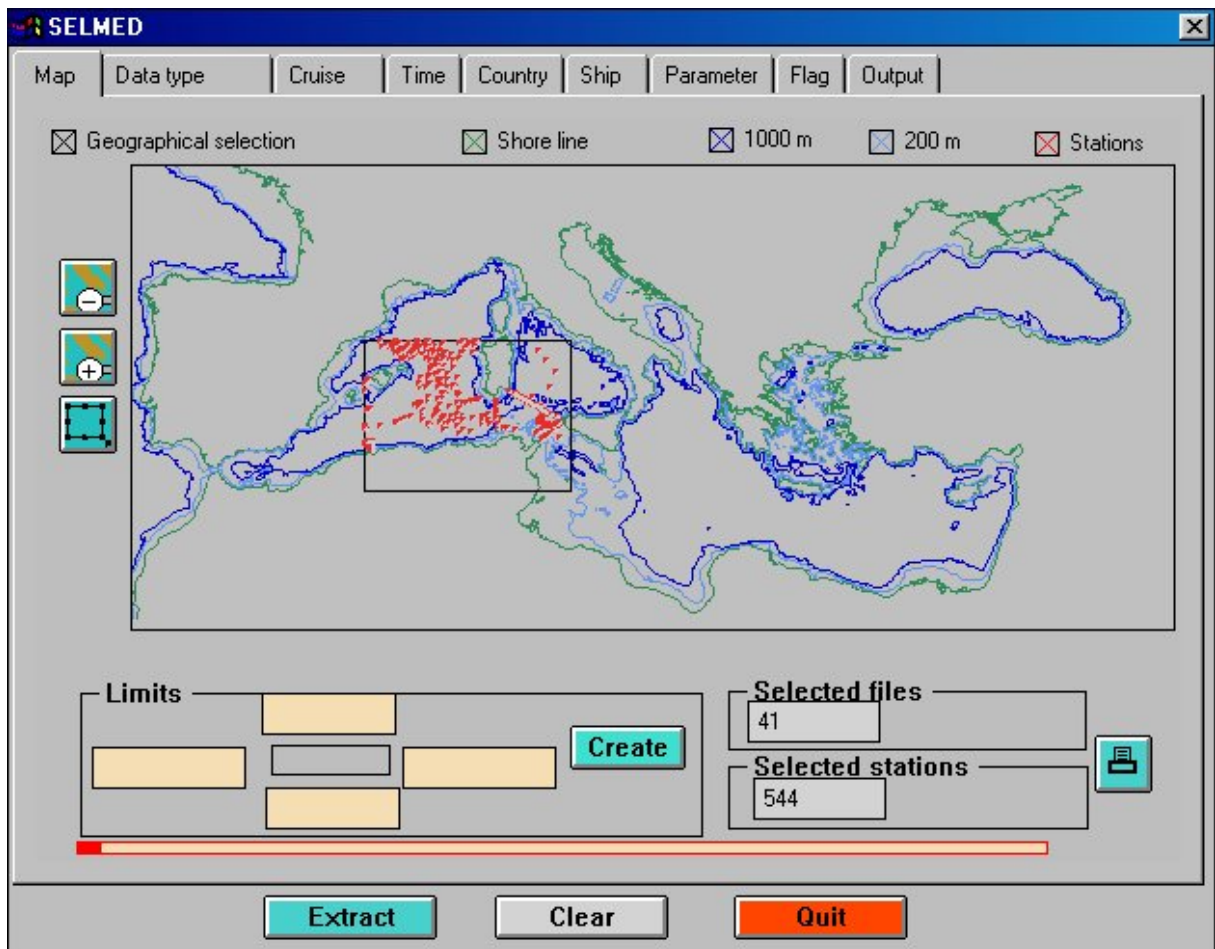 SELMED
Map Data type Cruise Time Country Ship Parameter Flag Output
Geographical selection Shore line 1000 m 200 m Stations
Limits
Create
Selected files
41
Selected stations
544
Extract Clear Quit